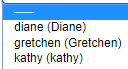 ------
diane (Diane)
gretchen (Gretchen)
kathy (kathy)